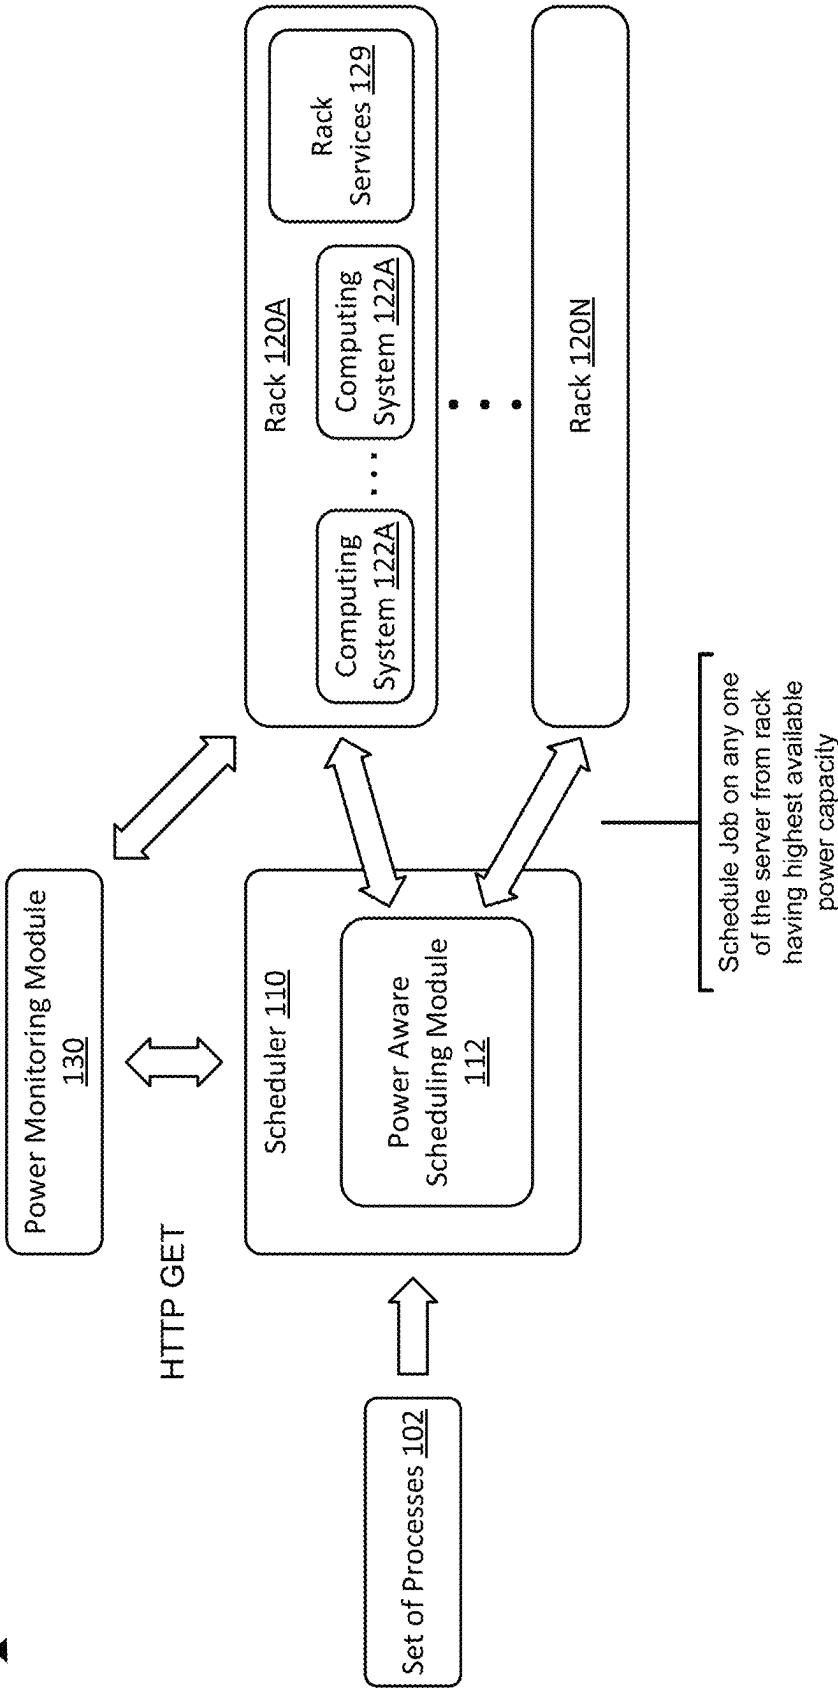 Power Monitoring Module
130
HTTP GET
Set of Processes 102
Scheduler 110
Power Aware
Scheduling Module
112
Rack 120A
Computing
System 122A
. . .
Computing
System 122A
Rack
Services 129
. . .
Rack 120N
Schedule Job on any one
of the server from rack
having highest available
power capacity